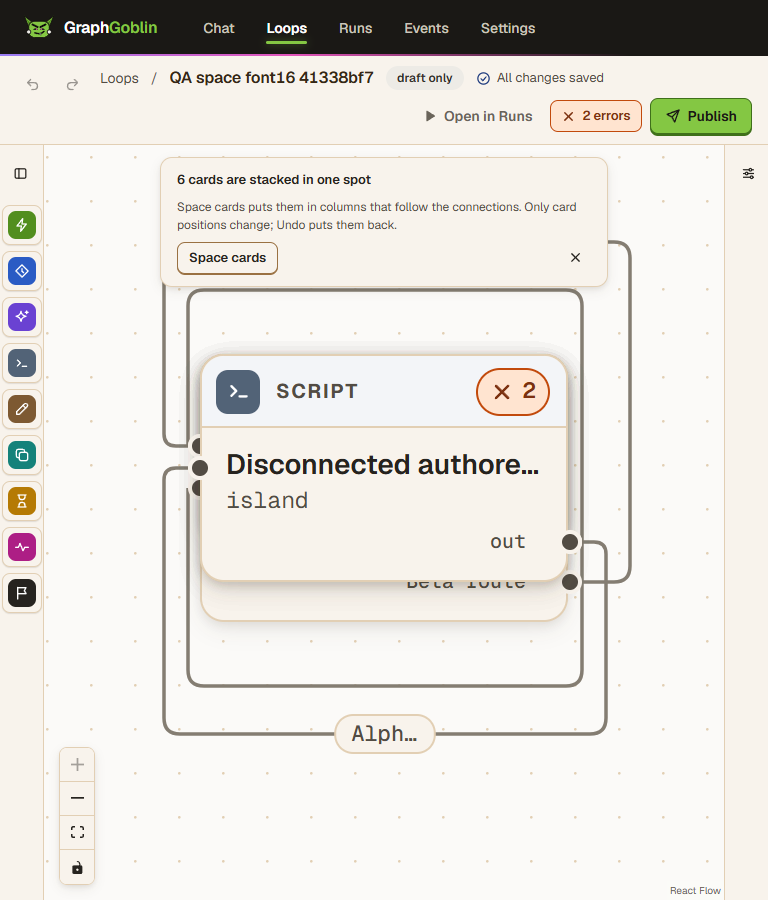 GraphGoblin
Chat
Loops
Runs
Events
Settings
Loops / QA space font16 41338bf7
draft only
All changes saved
Open in Runs
2 errors
Publish
6 cards are stacked in one spot
Space cards puts them in columns that follow the connections. Only card
positions change; Undo puts them back.
Space cards
SCRIPT
2
Disconnected authore...
island
out
Beta route
Alph...
React Flow